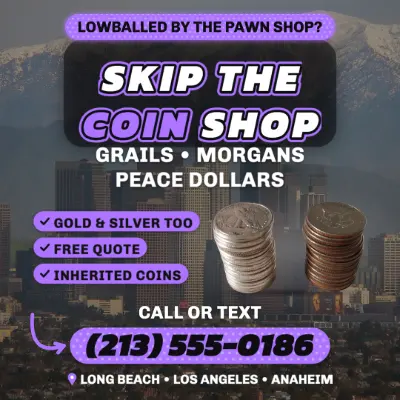 LOWBALLED BY THE PAWN SHOP?
SKIP THE
COIN SHOP
GRAILS • MORGANS
PEACE DOLLARS
GOLD & SILVER TOO
FREE QUOTE
INHERITED COINS
CALL OR TEXT
(213) 555-0186
LONG BEACH • LOS ANGELES • ANAHEIM